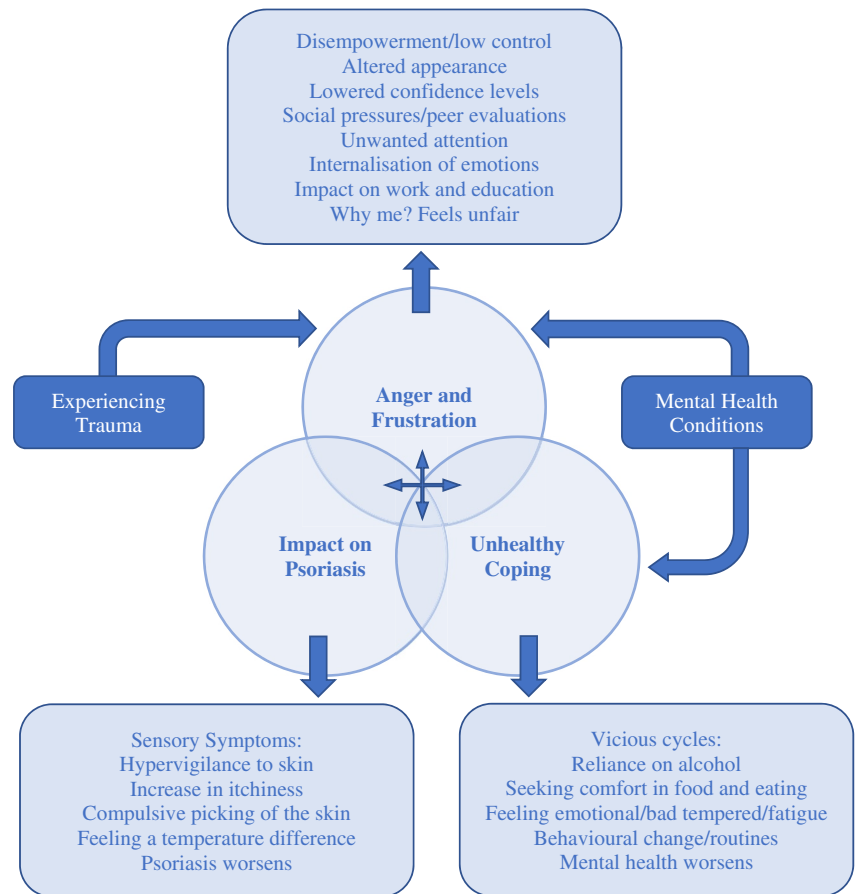 Disempowerment/low control
Altered appearance
Lowered confidence levels
Social pressures/peer evaluations
Unwanted attention
Internalisation of emotions
Impact on work and education
Why me? Feels unfair
Experiencing
Trauma
Anger and
Frustration
Mental Health
Conditions
Impact on
Psoriasis
Unhealthy
Coping
Sensory Symptoms:
Hypervigilance to skin
Increase in itchiness
Compulsive picking of the skin
Feeling a temperature difference
Psoriasis worsens
Vicious cycles:
Reliance on alcohol
Seeking comfort in food and eating
Feeling emotional/bad tempered/fatigue
Behavioural change/routines
Mental health worsens